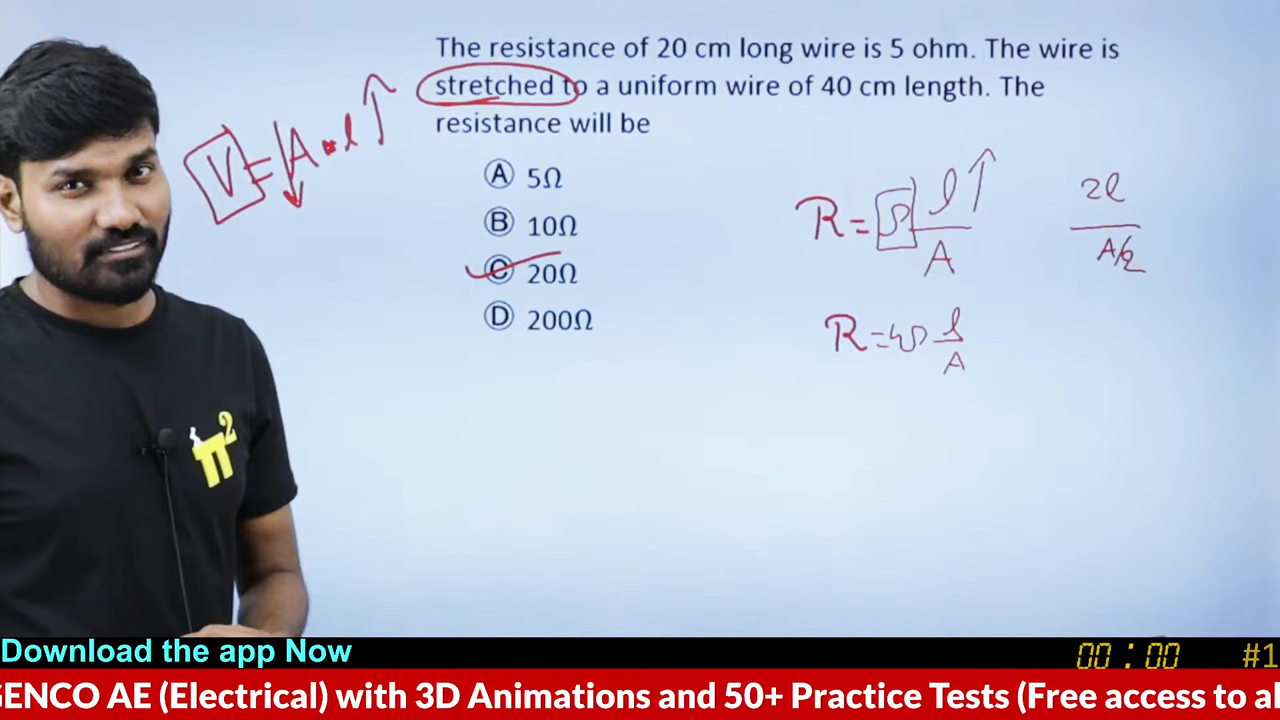 The resistance of 20 cm long wire is 5 ohm. The wire is
stretched to a uniform wire of 40 cm length. The
resistance will be
Ⓐ 5Ω
Ⓑ 10Ω
Ⓒ 20Ω
Ⓓ 200Ω
V = A * l ↑
R = ρ l/A
2l/(A/2)
R = 4ρ l/A
π2
Download the app Now
00:00 #1
GENCO AE (Electrical) with 3D Animations and 50+ Practice Tests (Free access to al